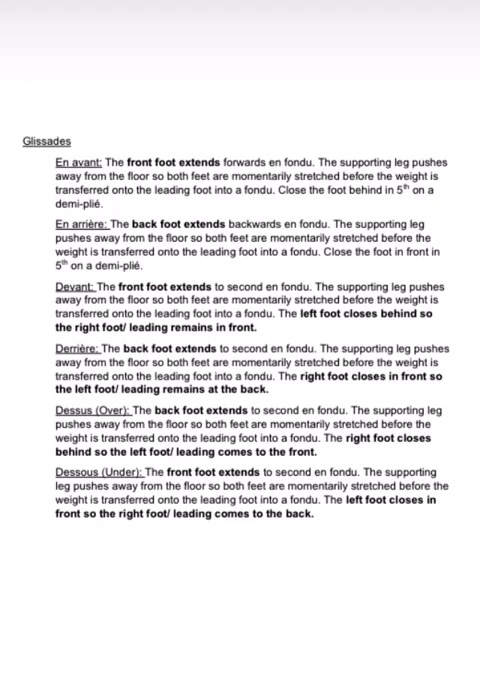 Glissades
En avant: The front foot extends forwards en fondu. The supporting leg pushes
away from the floor so both feet are momentarily stretched before the weight is
transferred onto the leading foot into a fondu. Close the foot behind in 5th on a
demi-plié.
En arrière: The back foot extends backwards en fondu. The supporting leg
pushes away from the floor so both feet are momentarily stretched before the
weight is transferred onto the leading foot into a fondu. Close the foot in front in
5th on a demi-plié.
Devant: The front foot extends to second en fondu. The supporting leg pushes
away from the floor so both feet are momentarily stretched before the weight is
transferred onto the leading foot into a fondu. The left foot closes behind so
the right foot/ leading remains in front.
Derrière: The back foot extends to second en fondu. The supporting leg pushes
away from the floor so both feet are momentarily stretched before the weight is
transferred onto the leading foot into a fondu. The right foot closes in front so
the left foot/ leading remains at the back.
Dessus (Over): The back foot extends to second en fondu. The supporting leg
pushes away from the floor so both feet are momentarily stretched before the
weight is transferred onto the leading foot into a fondu. The right foot closes
behind so the left foot/ leading comes to the front.
Dessous (Under): The front foot extends to second en fondu. The supporting
leg pushes away from the floor so both feet are momentarily stretched before the
weight is transferred onto the leading foot into a fondu. The left foot closes in
front so the right foot/ leading comes to the back.